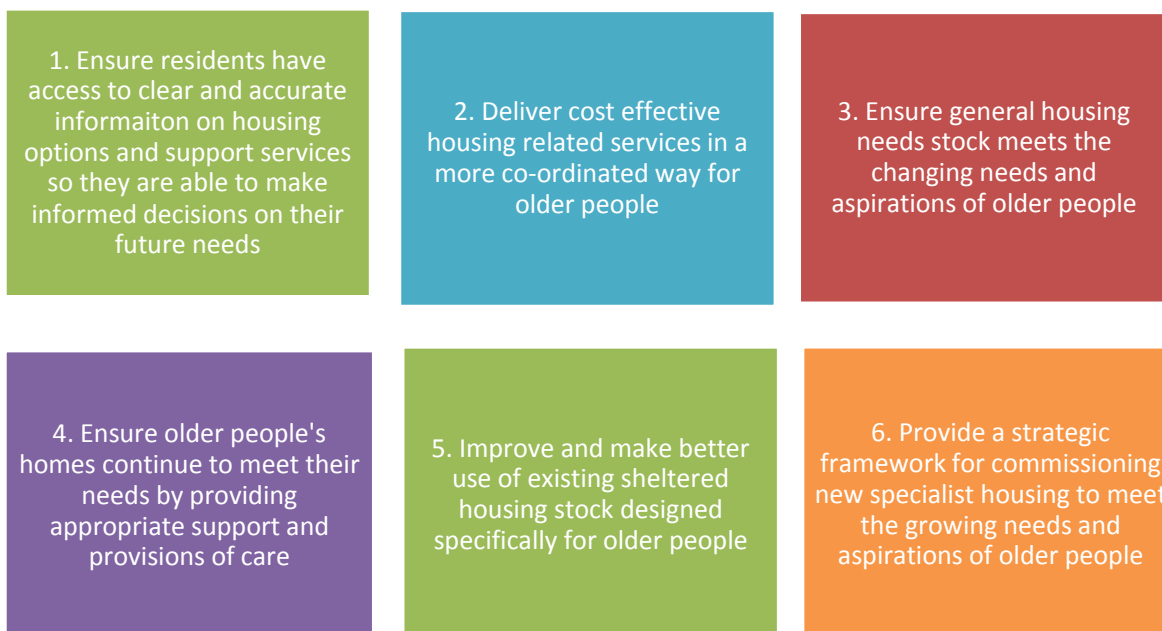 1. Ensure residents have
access to clear and accurate
informaiton on housing
options and support services
so they are able to make
informed decisions on their
future needs
2. Deliver cost effective
housing related services in a
more co-ordinated way for
older people
3. Ensure general housing
needs stock meets the
changing needs and
aspirations of older people
4. Ensure older people's
homes continue to meet their
needs by providing
appropriate support and
provisions of care
5. Improve and make better
use of existing sheltered
housing stock designed
specifically for older people
6. Provide a strategic
framework for commissioning
new specialist housing to meet
the growing needs and
aspirations of older people